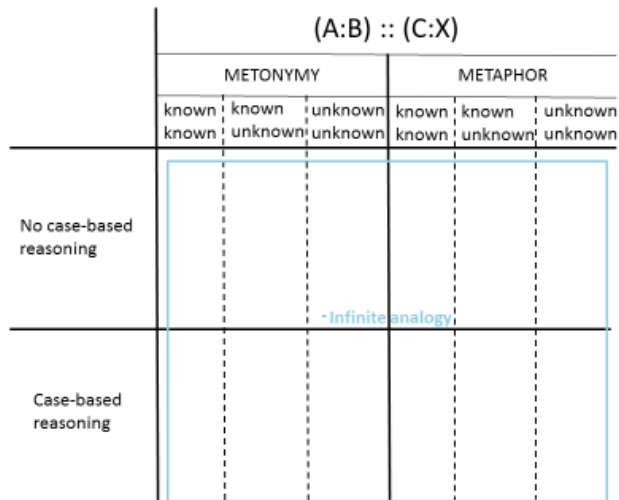 (A:B) :: (C:X)
METONYMY METAPHOR
known known unknown known known unknown
known unknown unknown known unknown unknown
No case-based
reasoning
·Infinite analogy
Case-based
reasoning